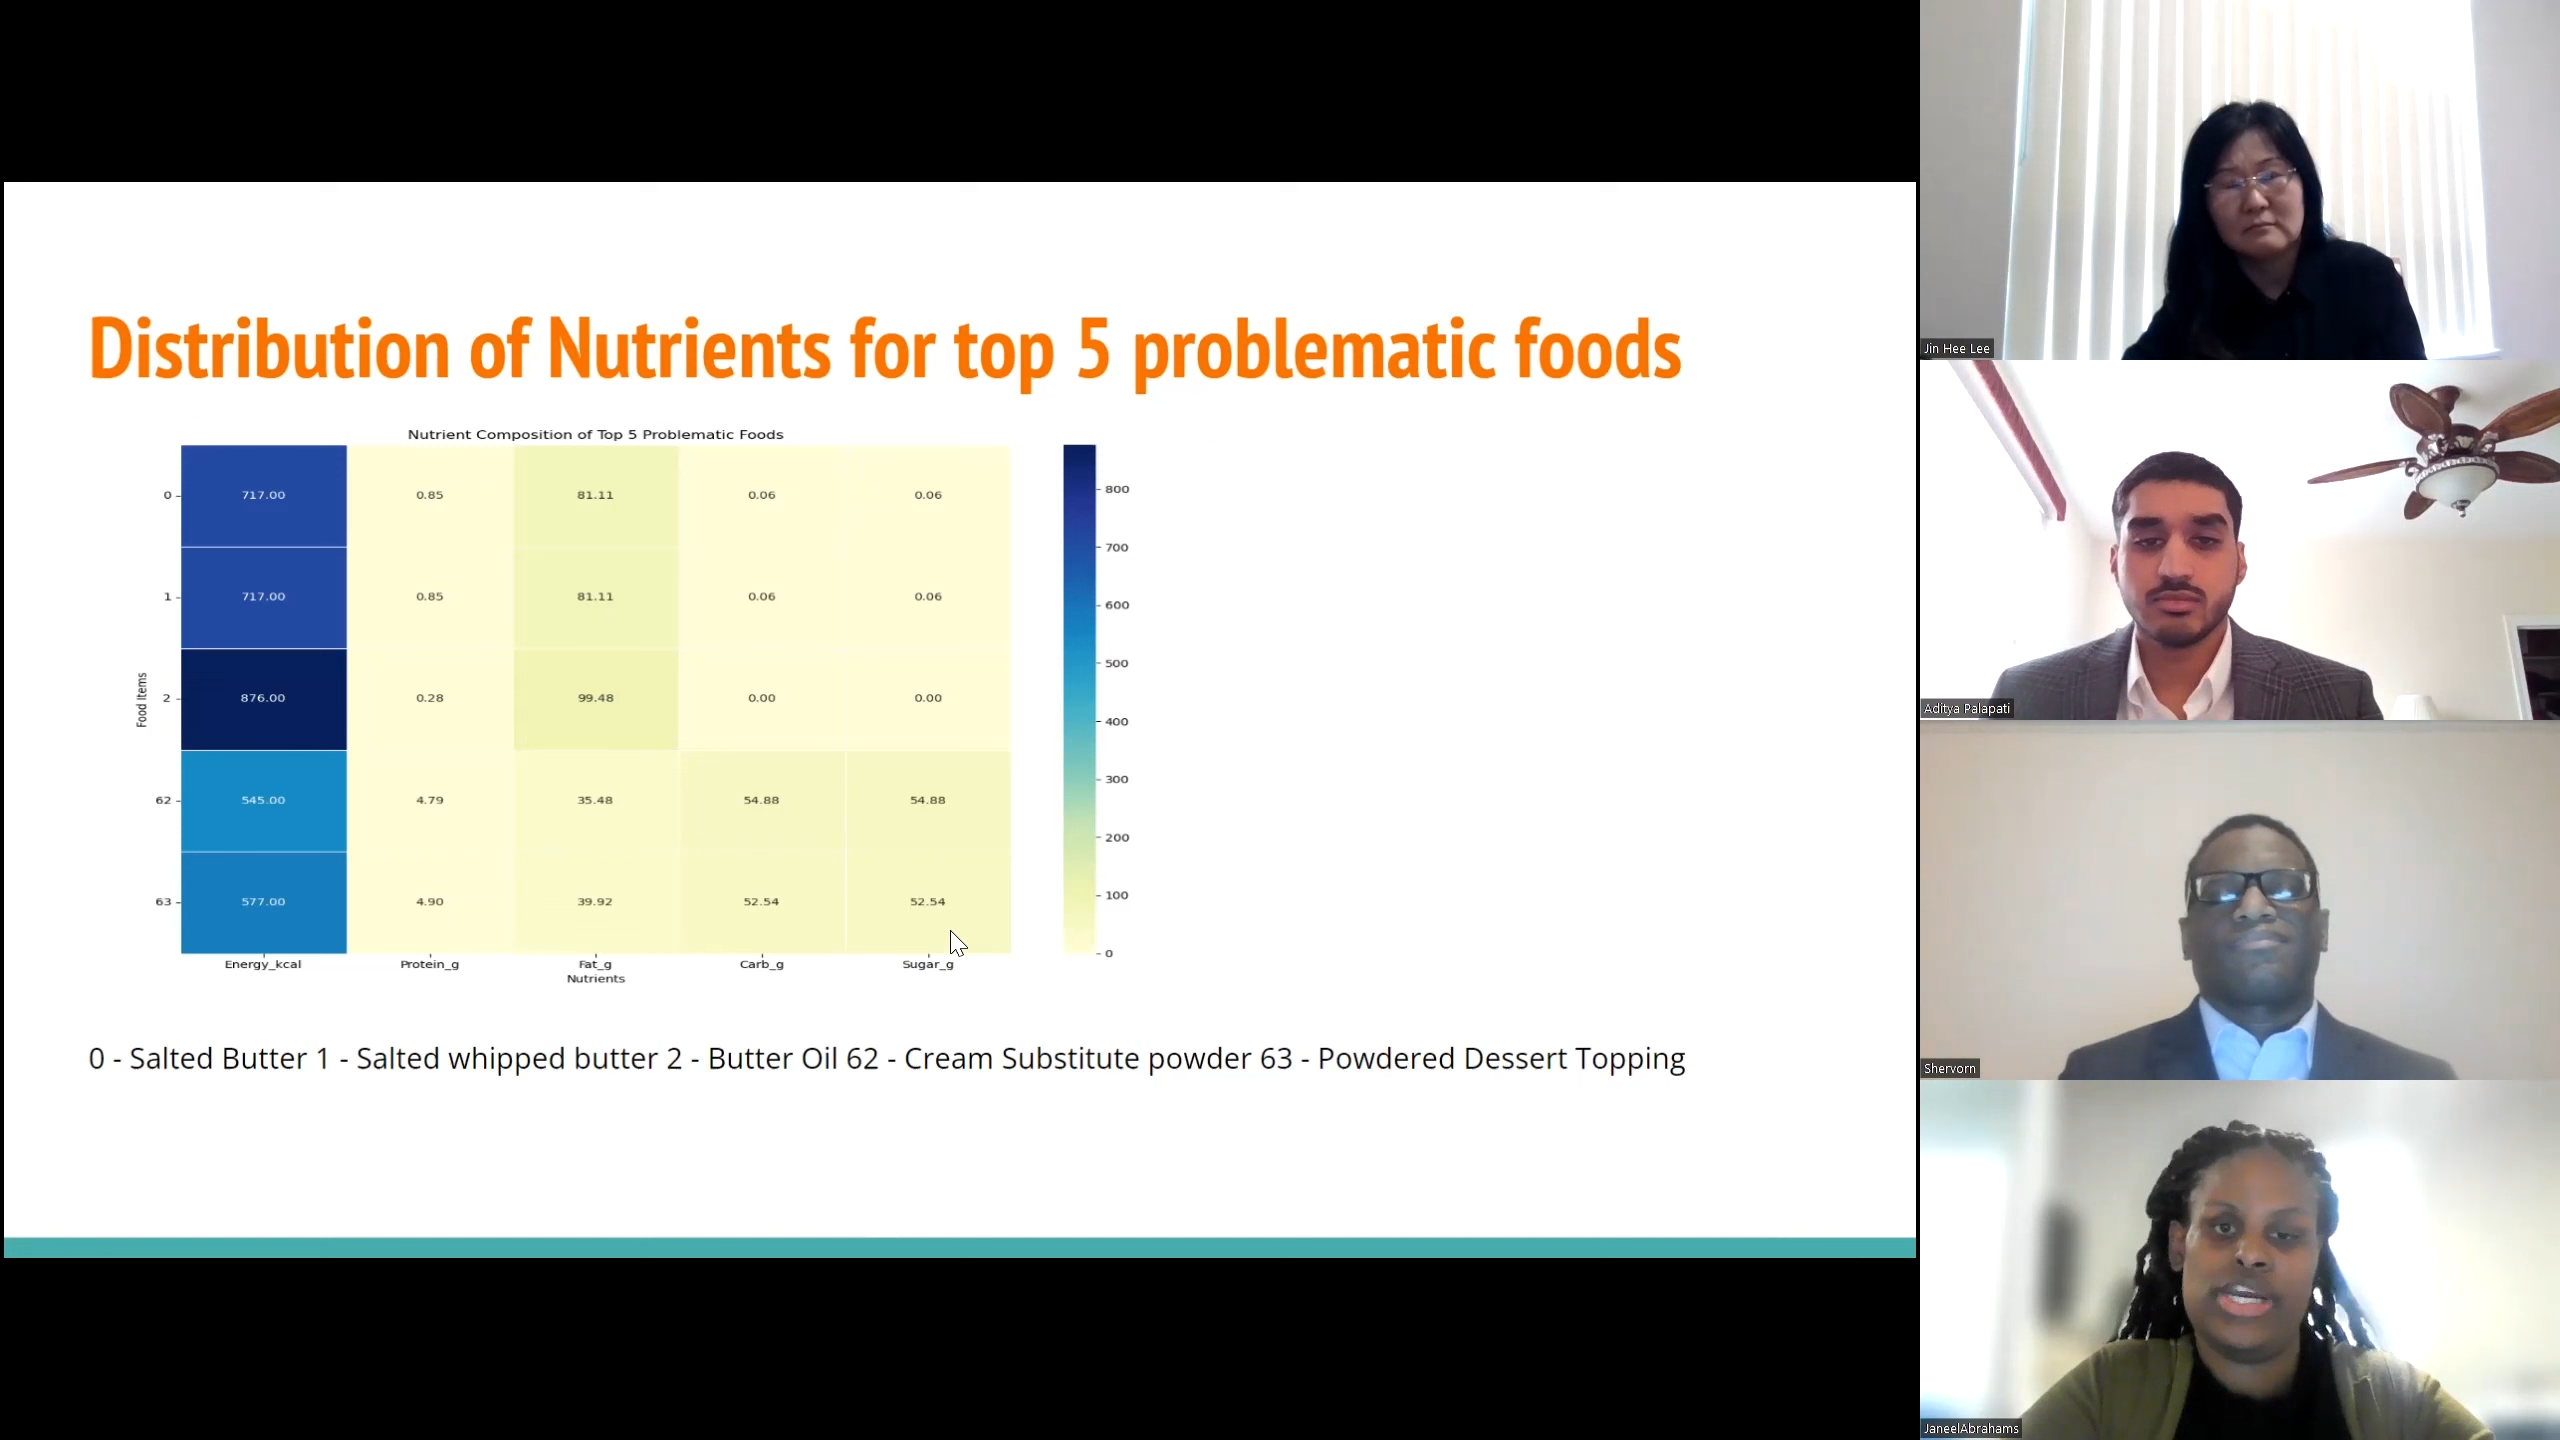 Distribution of Nutrients for top 5 problematic foods
Nutrient Composition of Top 5 Problematic Foods
0 717.00 0.85 81.11 0.06 0.06
1 717.00 0.85 81.11 0.06 0.06
2 876.00 0.28 99.48 0.00 0.00
62 545.00 4.79 35.48 54.88 54.88
63 577.00 4.90 39.92 52.54 52.54
Food Items
Energy_kcal Protein_g Fat_g Carb_g Sugar_g
Nutrients
800
700
600
500
400
300
200
100
0
0 - Salted Butter 1 - Salted whipped butter 2 - Butter Oil 62 - Cream Substitute powder 63 - Powdered Dessert Topping
Jin Hee Lee
Aditya Palapati
Shervorn
JaneelAbrahams